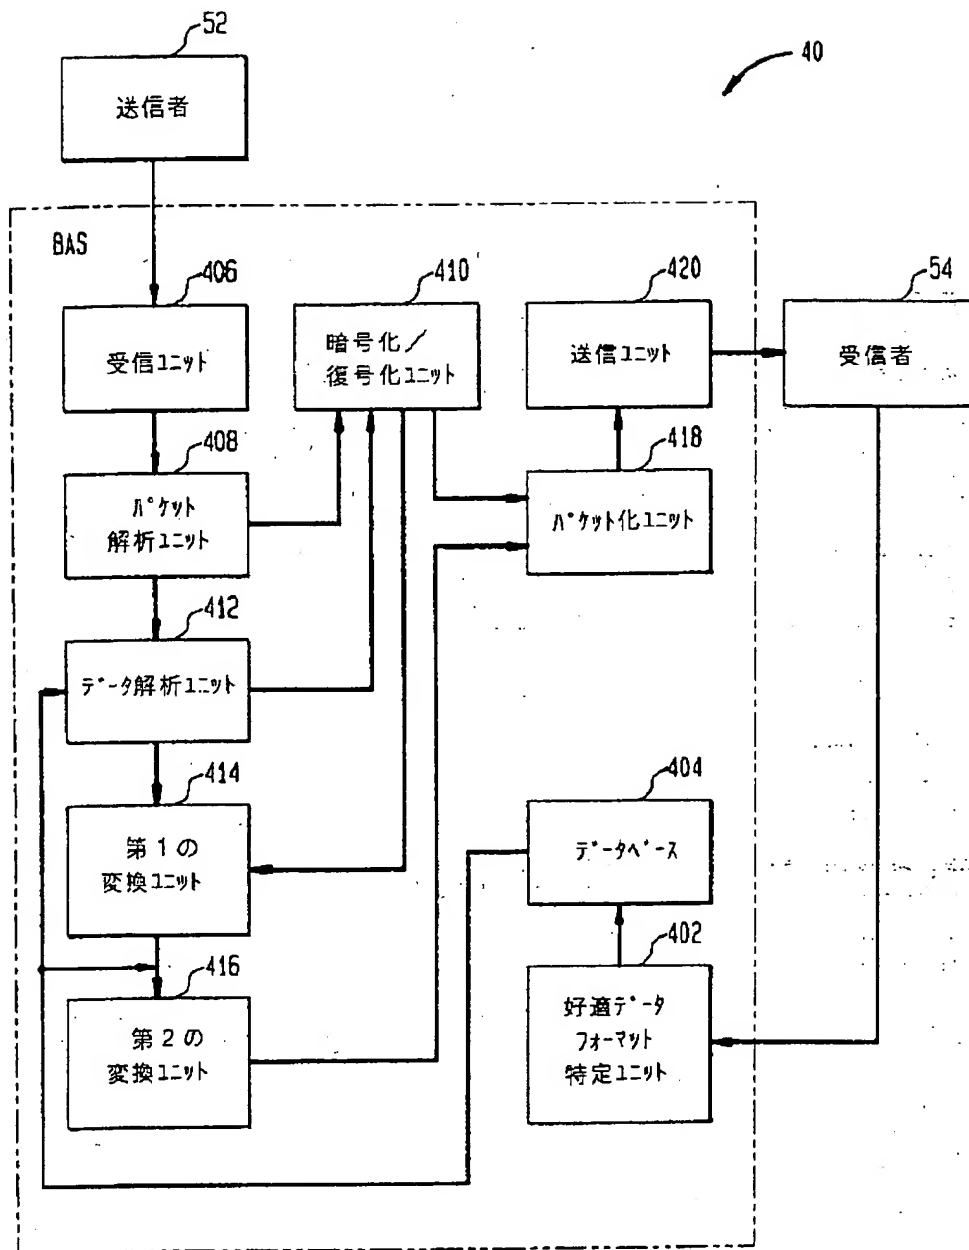 52
送信者
40
BAS
406
受信ユニット
410
暗号化／
復号化ユニット
420
送信ユニット
54
受信者
408
パケット
解析ユニット
418
パケット化ユニット
412
データ解析ユニット
414
第1の
変換ユニット
404
データベース
416
第2の
変換ユニット
402
好適データ
フォーマット
特定ユニット